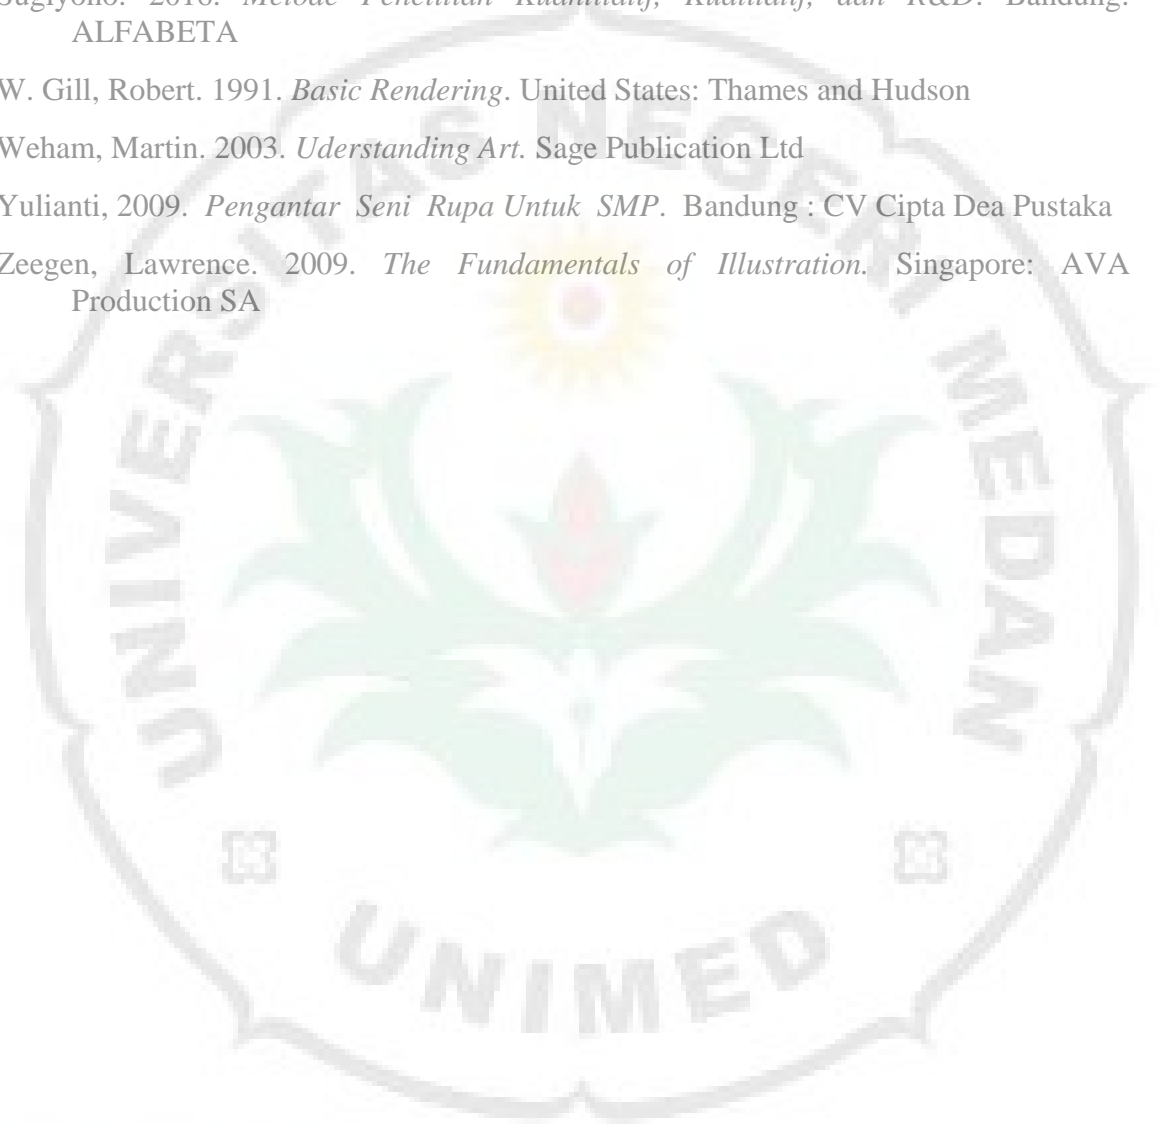 ALFABETA
W. Gill, Robert. 1991. Basic Rendering. United States: Thames and Hudson
Weham, Martin. 2003. Uderstanding Art. Sage Publication Ltd
Yulianti, 2009. Pengantar Seni Rupa Untuk SMP. Bandung : CV Cipta Dea Pustaka
Zeegen, Lawrence. 2009. The Fundamentals of Illustration. Singapore: AVA
Production SA
UNIVERSITAS NEGERI MEDAN
UNIMED